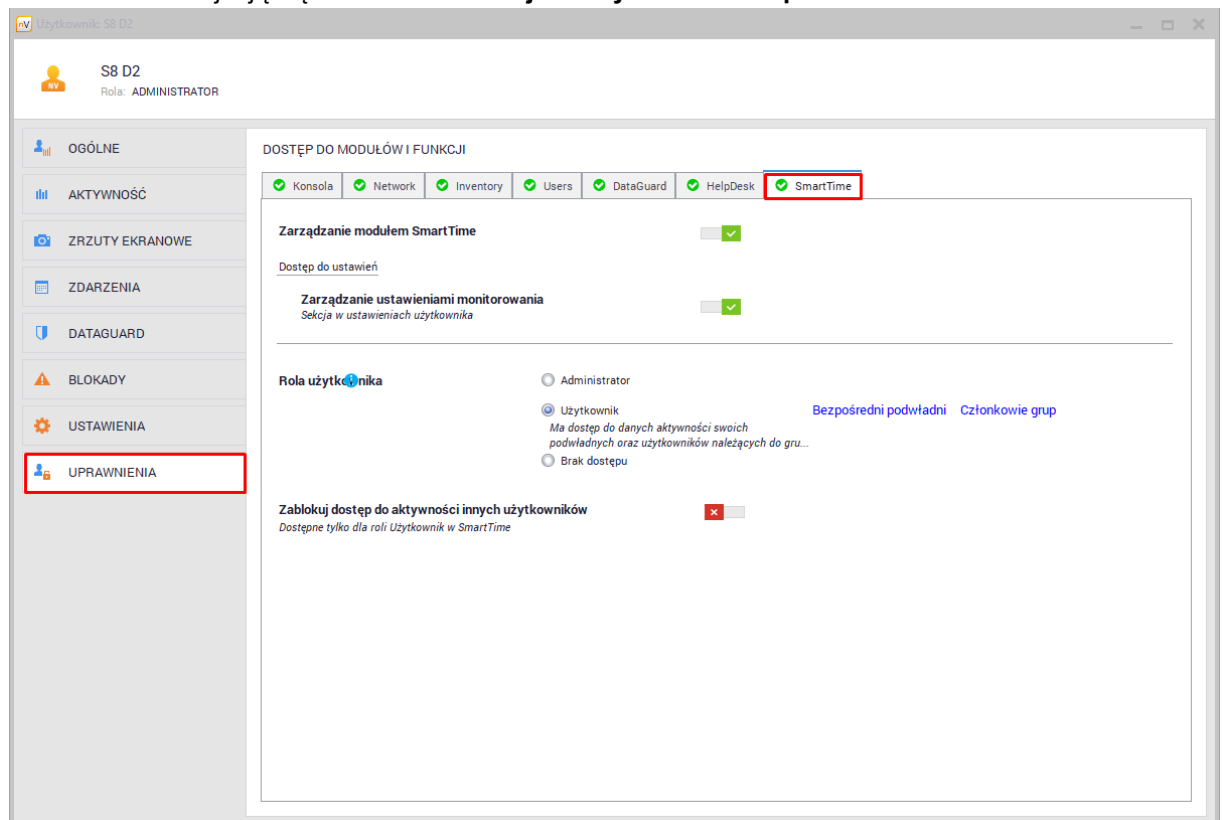 Użytkownik: S8 D2
S8 D2
NV
Rola: ADMINISTRATOR
OGÓLNE
AKTYWNOŚĆ
ZRZUTY EKRANOWE
ZDARZENIA
DATAGUARD
BLOKADY
USTAWIENIA
UPRAWNIENIA
DOSTĘP DO MODUŁÓW I FUNKCJI
Konsola Network Inventory Users DataGuard HelpDesk SmartTime
Zarządzanie modułem SmartTime
Dostęp do ustawień
Zarządzanie ustawieniami monitorowania
Sekcja w ustawieniach użytkownika
Rola użytkownika
Administrator
Użytkownik Bezpośredni podwładni Członkowie grup
Ma dostęp do danych aktywności swoich
podwładnych oraz użytkowników należących do gru...
Brak dostępu
Zablokuj dostęp do aktywności innych użytkowników
Dostępne tylko dla roli Użytkownik w SmartTime